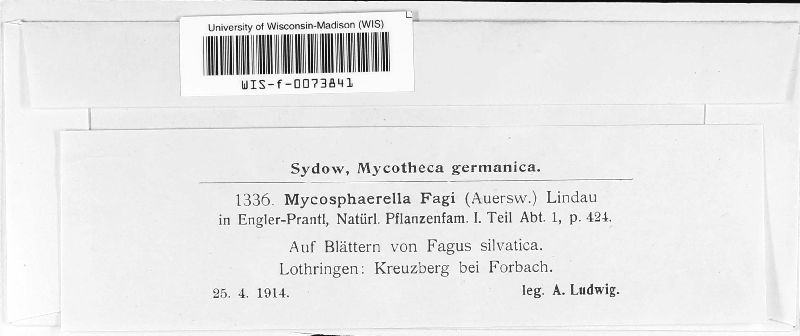 University of Wisconsin-Madison (WIS)
WIS-f-0073841
Sydow, Mycotheca germanica.
1336. Mycosphaerella Fagi (Auersw.) Lindau
in Engler-Prantl, Natürl. Pflanzenfam. I. Teil Abt. 1, p. 424.
Auf Blättern von Fagus silvatica.
Lothringen: Kreuzberg bei Forbach.
25. 4. 1914. leg. A. Ludwig.